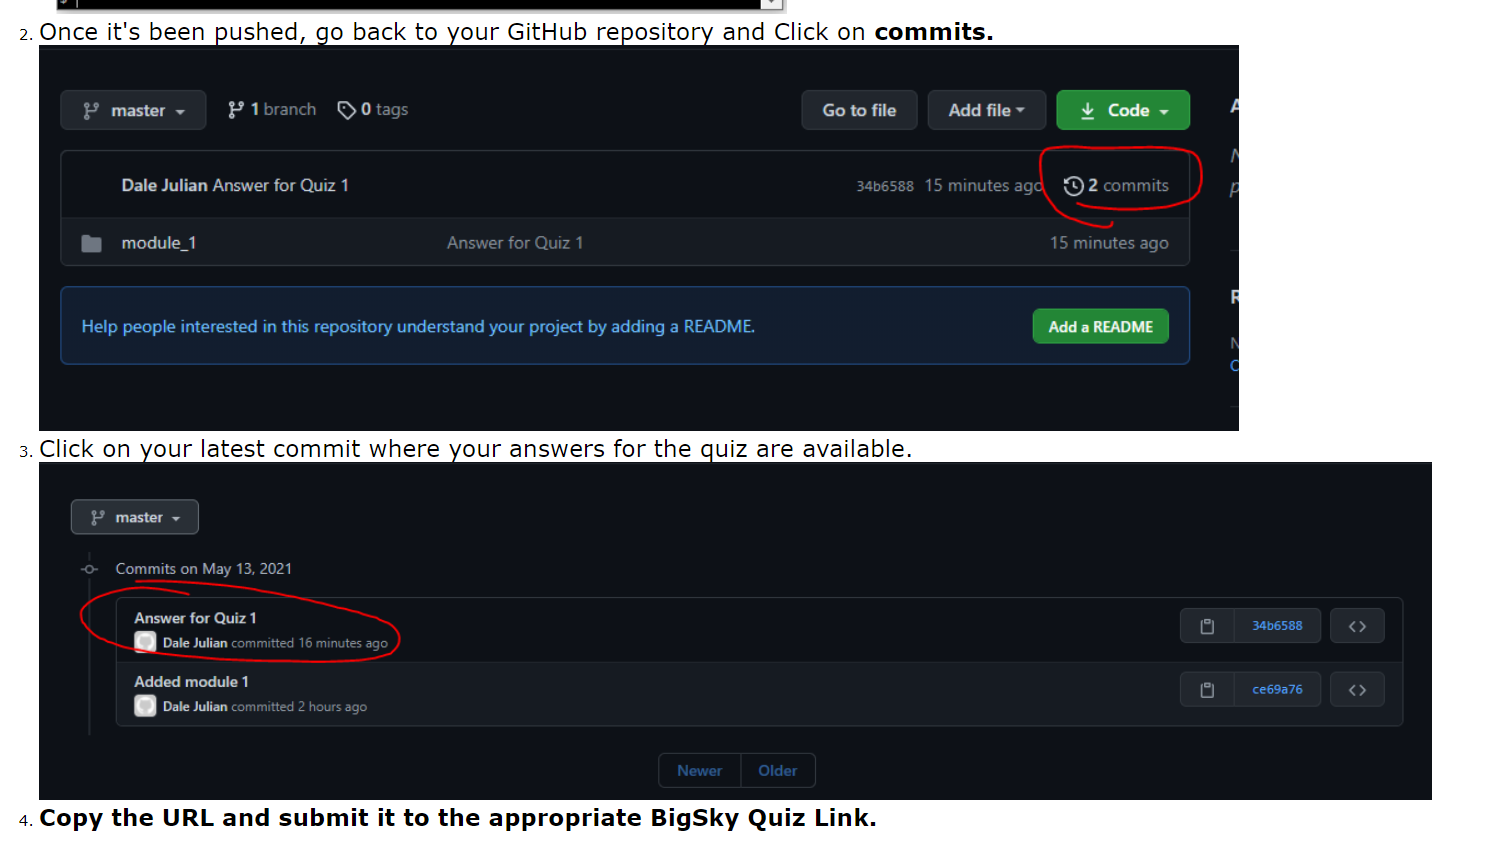 2. Once it's been pushed, go back to your GitHub repository and Click on commits.
master 1 branch 0 tags Go to file Add file Code
Dale Julian Answer for Quiz 1 34b6588 15 minutes ago 2 commits
module_1 Answer for Quiz 1 15 minutes ago
Help people interested in this repository understand your project by adding a README. Add a README
3. Click on your latest commit where your answers for the quiz are available.
master
Commits on May 13, 2021
Answer for Quiz 1
Dale Julian committed 16 minutes ago
34b6588
Added module 1
Dale Julian committed 2 hours ago
ce69a76
Newer Older
4. Copy the URL and submit it to the appropriate BigSky Quiz Link.